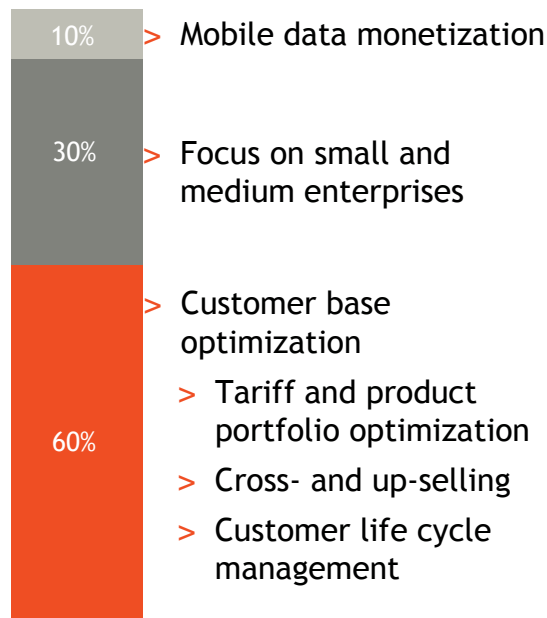 10% > Mobile data monetization
30% > Focus on small and
medium enterprises
> Customer base
optimization
> Tariff and product
portfolio optimization
60%
> Cross- and up-selling
> Customer life cycle
management